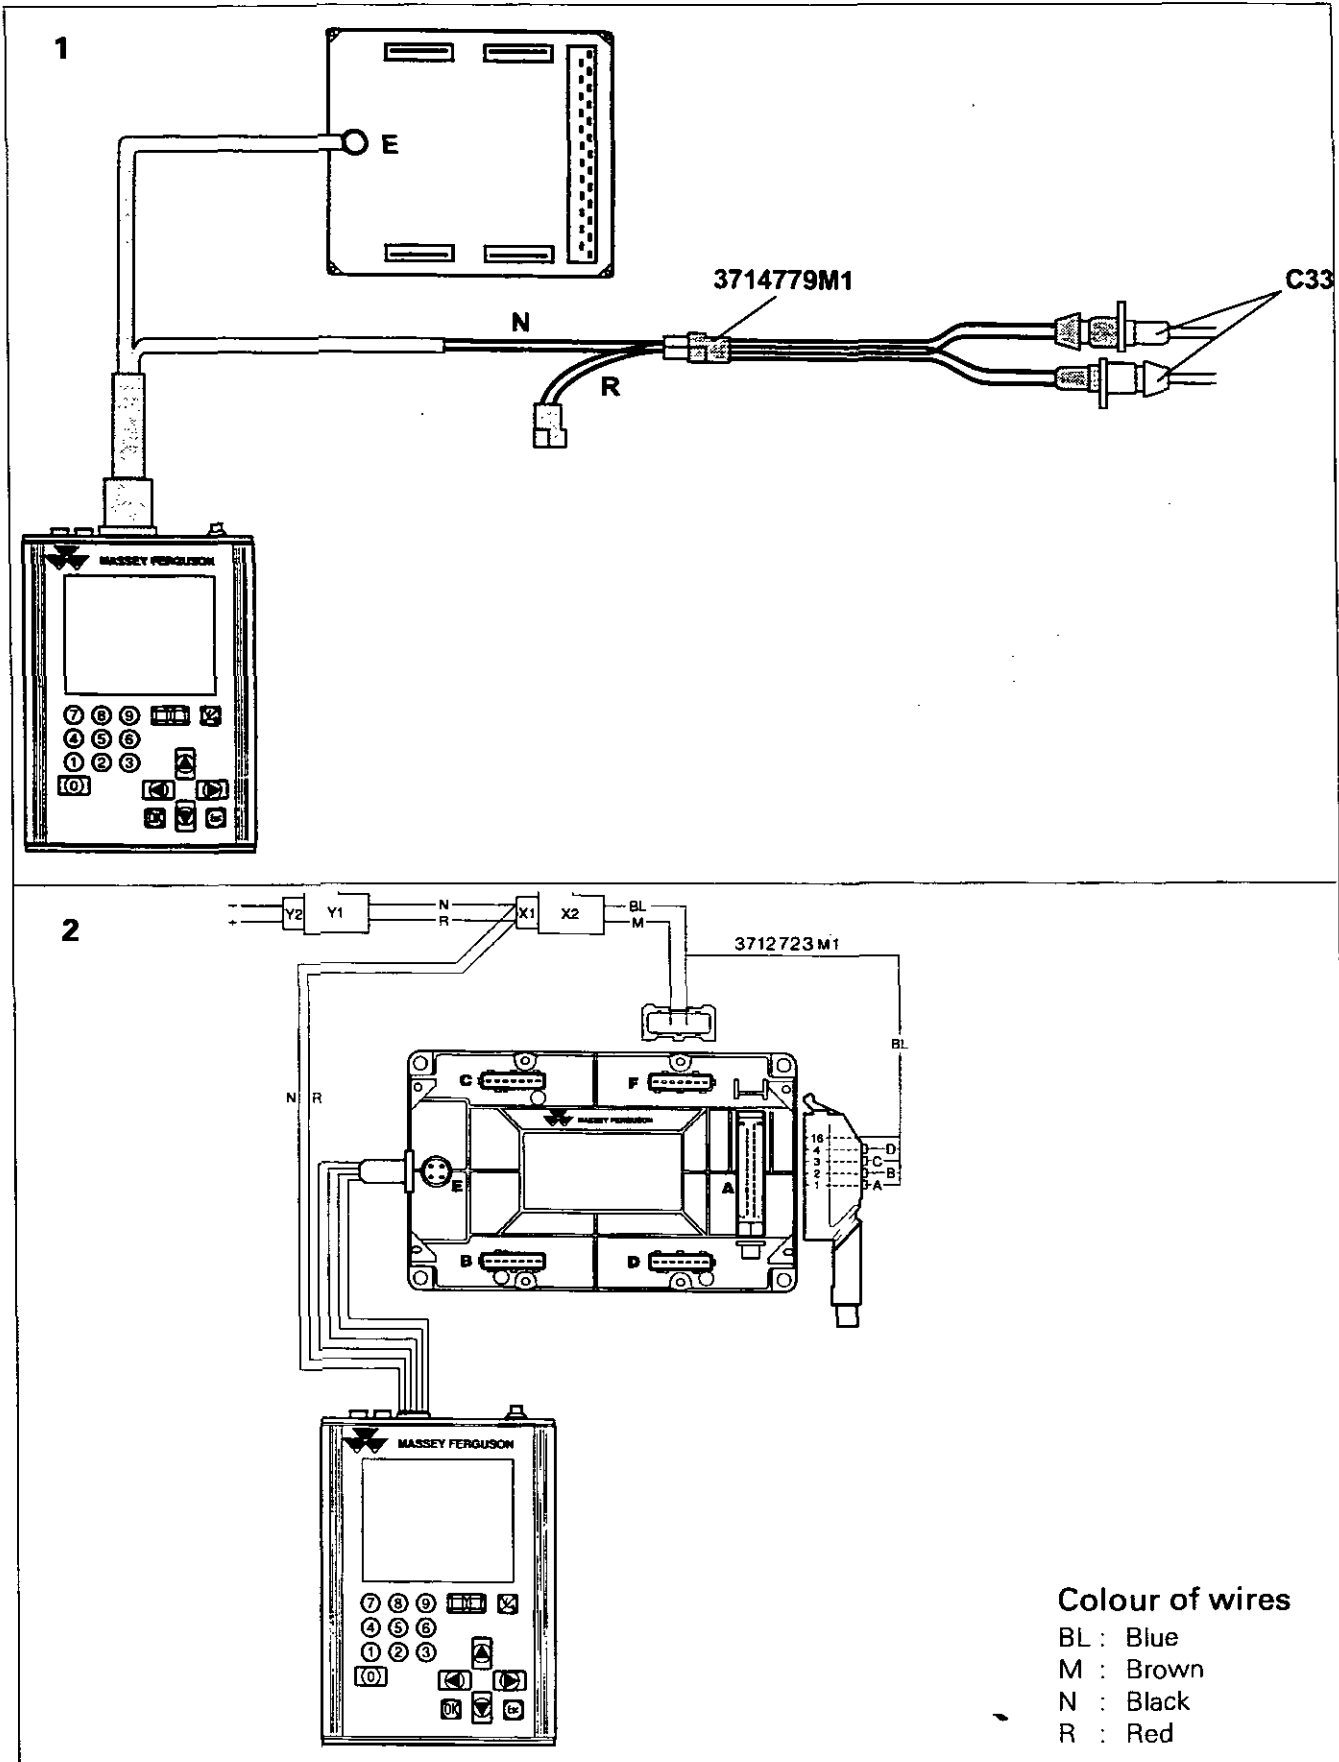 1
E
3714779M1
C33
N
R
MASSEY FERGUSON
7 8 9
4 5 6
1 2 3
(0)
OK
Esc
2
- Y2 Y1 N X1 X2 BL
+ R M
3712723 M1
BL
N R
C F
MASSEY FERGUSON
E A
B D
16
4 D
3 C
2 B
1 A
MASSEY FERGUSON
7 8 9
4 5 6
1 2 3
(0)
OK
Esc
Colour of wires
BL : Blue
M : Brown
N : Black
R : Red